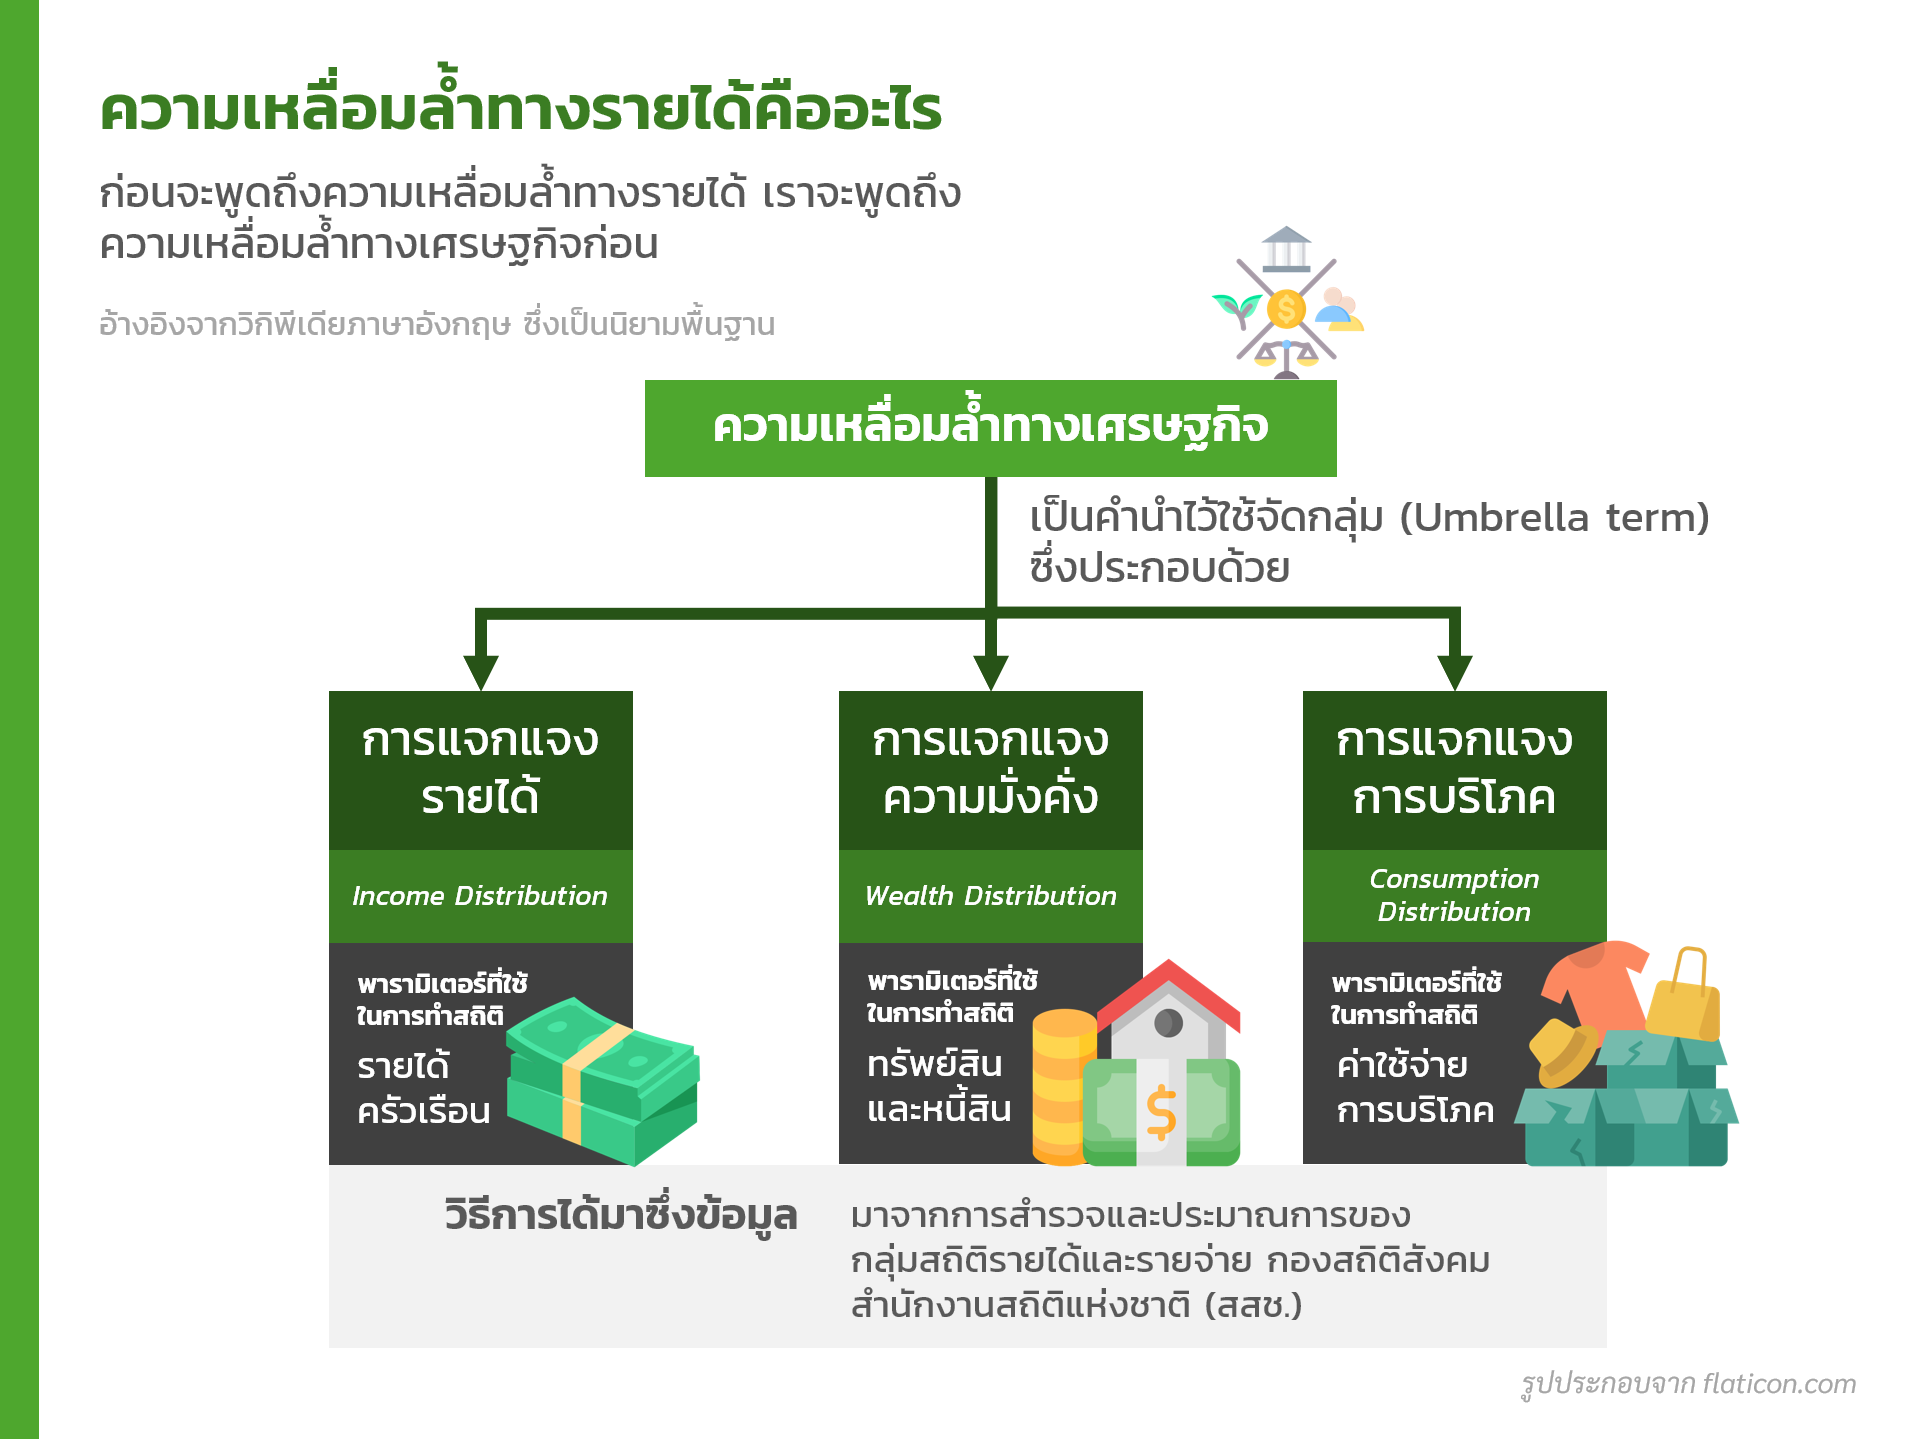 ความเหลื่อมล้ำทางรายได้คืออะไร
ก่อนจะพูดถึงความเหลื่อมล้ำทางรายได้ เราจะพูดถึง
ความเหลื่อมล้ำทางเศรษฐกิจก่อน
อ้างอิงจากวิกิพีเดียภาษาอังกฤษ ซึ่งเป็นนิยามพื้นฐาน
ความเหลื่อมล้ำทางเศรษฐกิจ
เป็นคำนำไว้ใช้จัดกลุ่ม (Umbrella term)
ซึ่งประกอบด้วย
การแจกแจง
รายได้
Income Distribution
พารามิเตอร์ที่ใช้
ในการทำสถิติ
รายได้
ครัวเรือน
การแจกแจง
ความมั่งคั่ง
Wealth Distribution
พารามิเตอร์ที่ใช้
ในการทำสถิติ
ทรัพย์สิน
และหนี้สิน
การแจกแจง
การบริโภค
Consumption
Distribution
พารามิเตอร์ที่ใช้
ในการทำสถิติ
ค่าใช้จ่าย
การบริโภค
วิธีการได้มาซึ่งข้อมูล
มาจากการสำรวจและประมาณการของ
กลุ่มสถิติรายได้และรายจ่าย กองสถิติสังคม
สำนักงานสถิติแห่งชาติ (สสช.)
รูปประกอบจาก flaticon.com